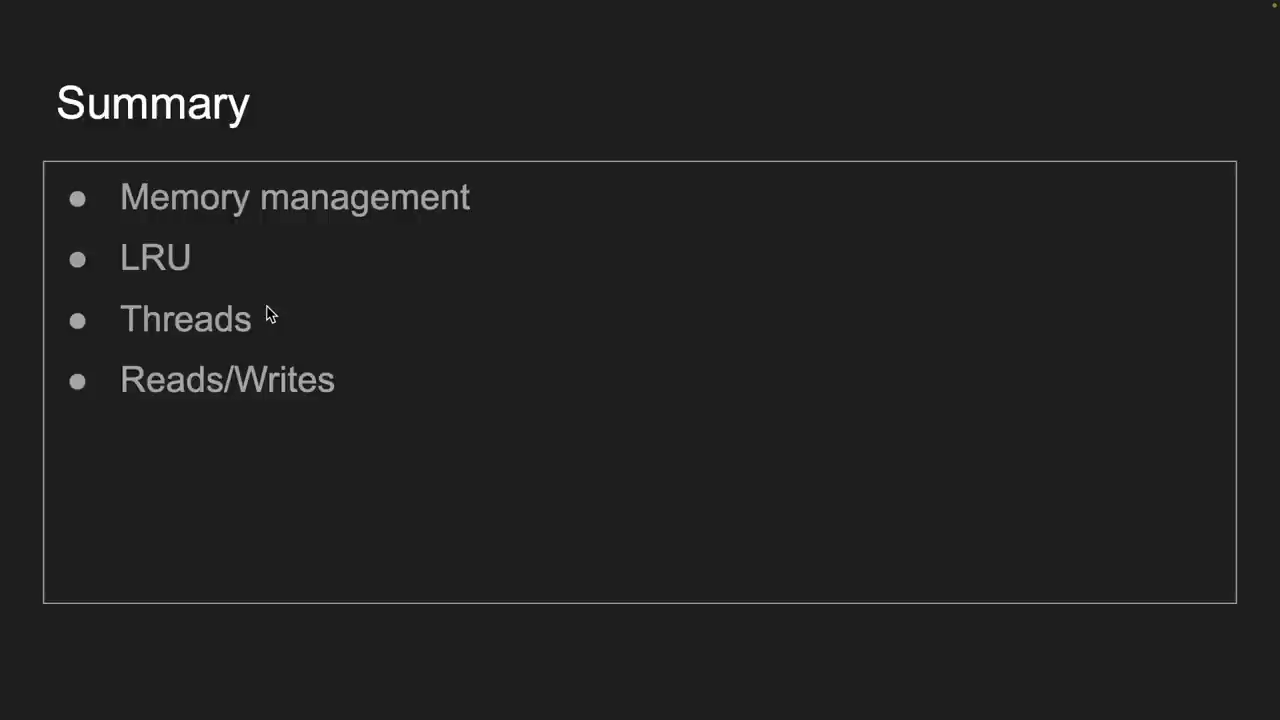 Summary
● Memory management
● LRU
● Threads
● Reads/Writes